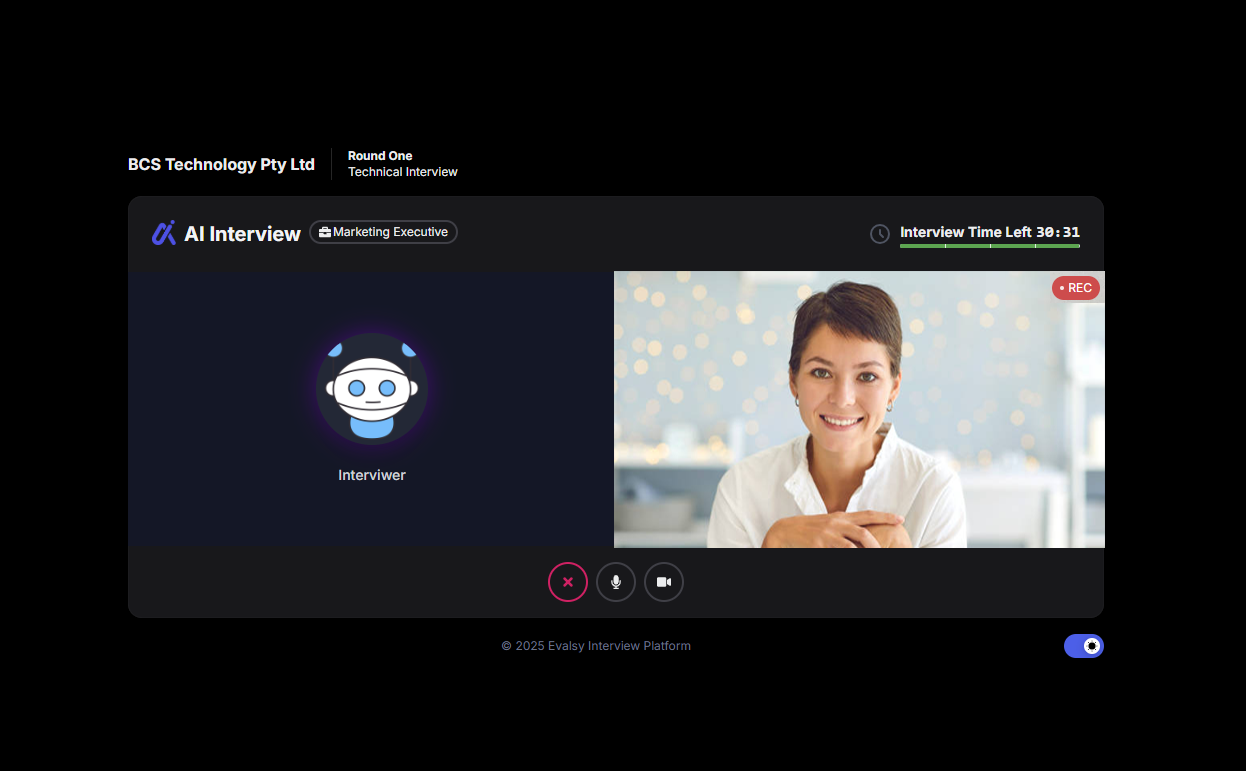 BCS Technology Pty Ltd
Round One
Technical Interview
AI Interview
Marketing Executive
Interview Time Left 30:31
• REC
Interviwer
© 2025 Evalsy Interview Platform